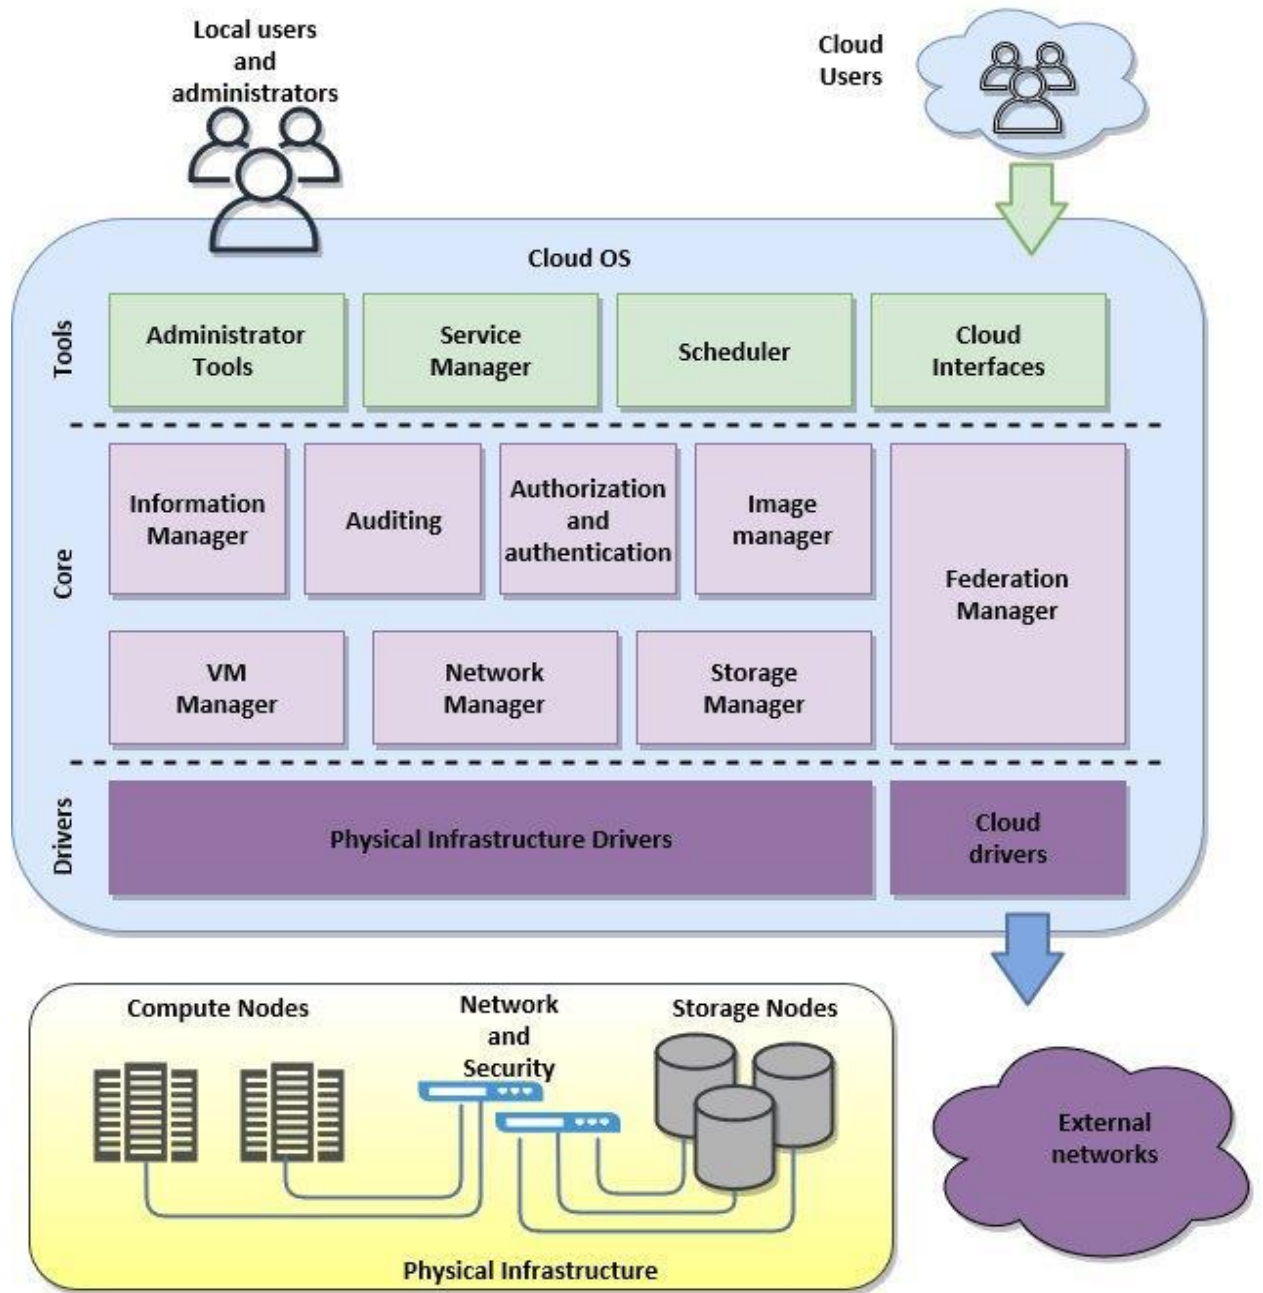 Local users
and
administrators
Cloud
Users
Cloud OS
Tools
Administrator
Tools
Service
Manager
Scheduler
Cloud
Interfaces
Core
Information
Manager
Auditing
Authorization
and
authentication
Image
manager
Federation
Manager
VM
Manager
Network
Manager
Storage
Manager
Drivers
Physical Infrastructure Drivers
Cloud
drivers
Compute Nodes
Network
and
Security
Storage Nodes
External
networks
Physical Infrastructure